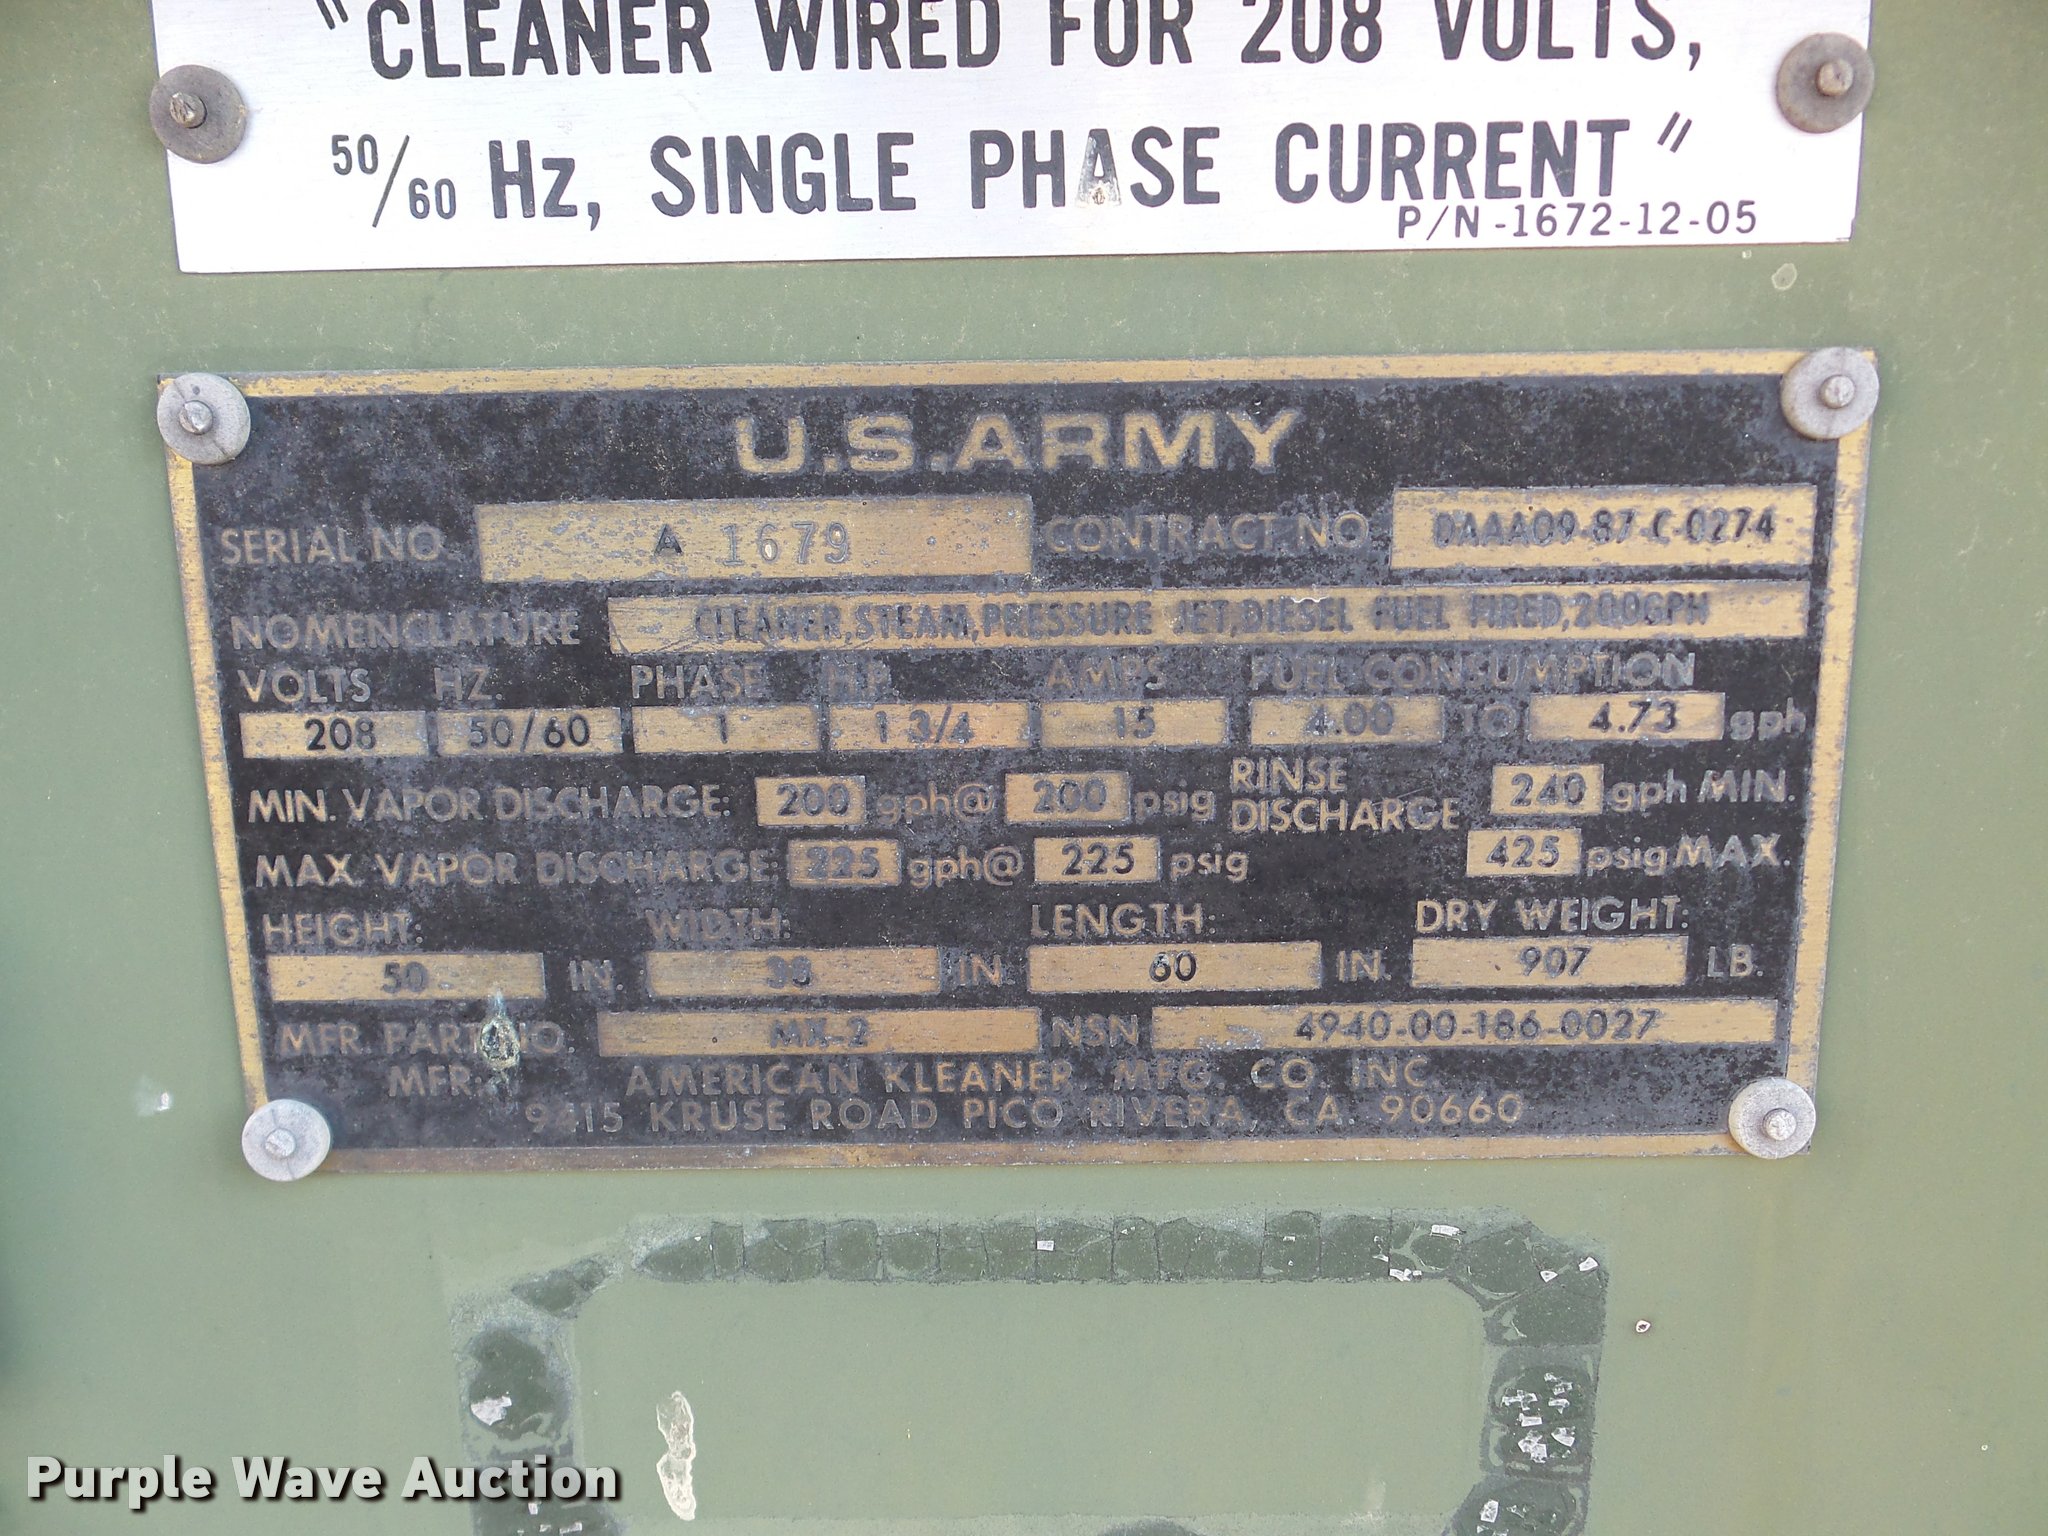 "CLEANER WIRED FOR 208 VOLTS,
50/60 Hz, SINGLE PHASE CURRENT"
P/N-1672-12-05
U.S.ARMY
SERIAL NO. A 1679 CONTRACT NO. DAAA09-87-C-0274
NOMENCLATURE CLEANER,STEAM,PRESSURE JET,DIESEL FUEL FIRED,200GPH
VOLTS HZ. PHASE H.P. AMPS FUEL CONSUMPTION
208 50/60 1 1 3/4 15 4.00 TO 4.73 gph
MIN. VAPOR DISCHARGE: 200 gph@ 200 psig RINSE DISCHARGE 240 gph MIN.
MAX. VAPOR DISCHARGE: 225 gph@ 225 psig 425 psig MAX.
HEIGHT: WIDTH: LENGTH: DRY WEIGHT:
50 IN. IN. 60 IN. 907 LB.
MFR. PART NO. MX-2 NSN 4940-00-186-0027
MFR: AMERICAN KLEANER. MFG. CO. INC.
9415 KRUSE ROAD PICO RIVERA, CA. 90660
Purple Wave Auction